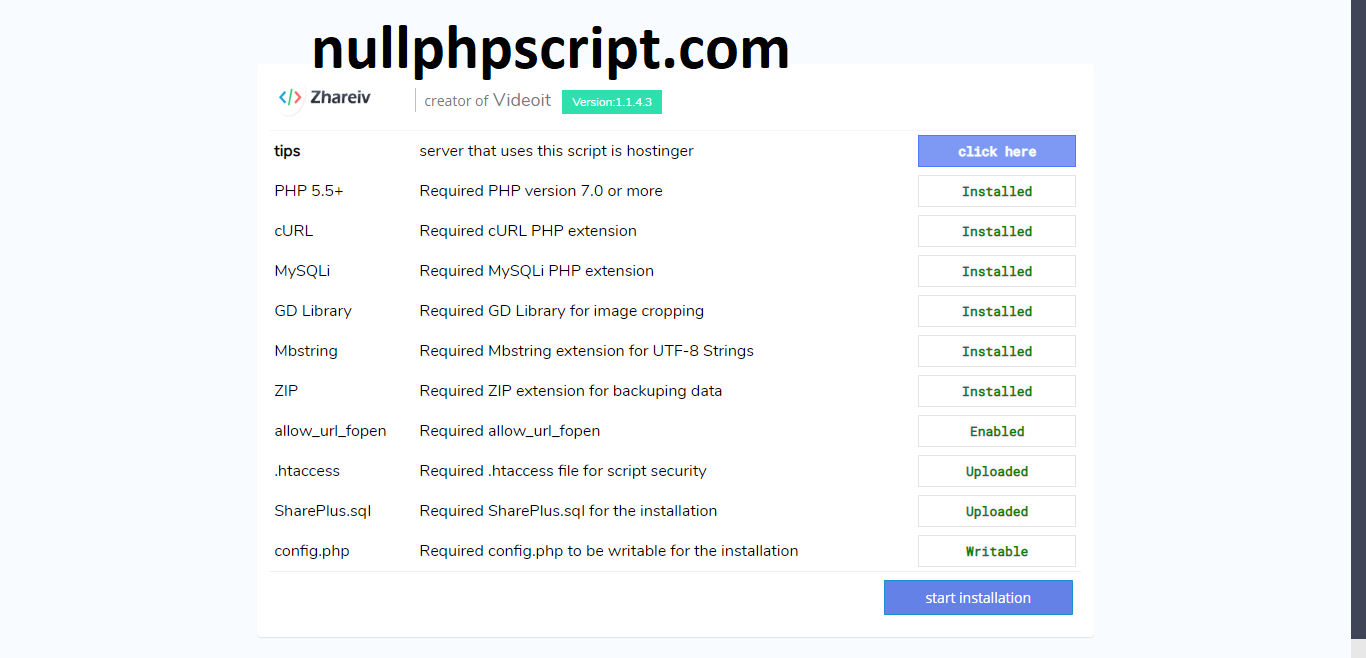 nullphpscript.com
</> Zhareiv creator of Videoit Version:1.1.4.3
tips server that uses this script is hostinger click here
PHP 5.5+ Required PHP version 7.0 or more Installed
cURL Required cURL PHP extension Installed
MySQLi Required MySQLi PHP extension Installed
GD Library Required GD Library for image cropping Installed
Mbstring Required Mbstring extension for UTF-8 Strings Installed
ZIP Required ZIP extension for backuping data Installed
allow_url_fopen Required allow_url_fopen Enabled
.htaccess Required .htaccess file for script security Uploaded
SharePlus.sql Required SharePlus.sql for the installation Uploaded
config.php Required config.php to be writable for the installation Writable
start installation